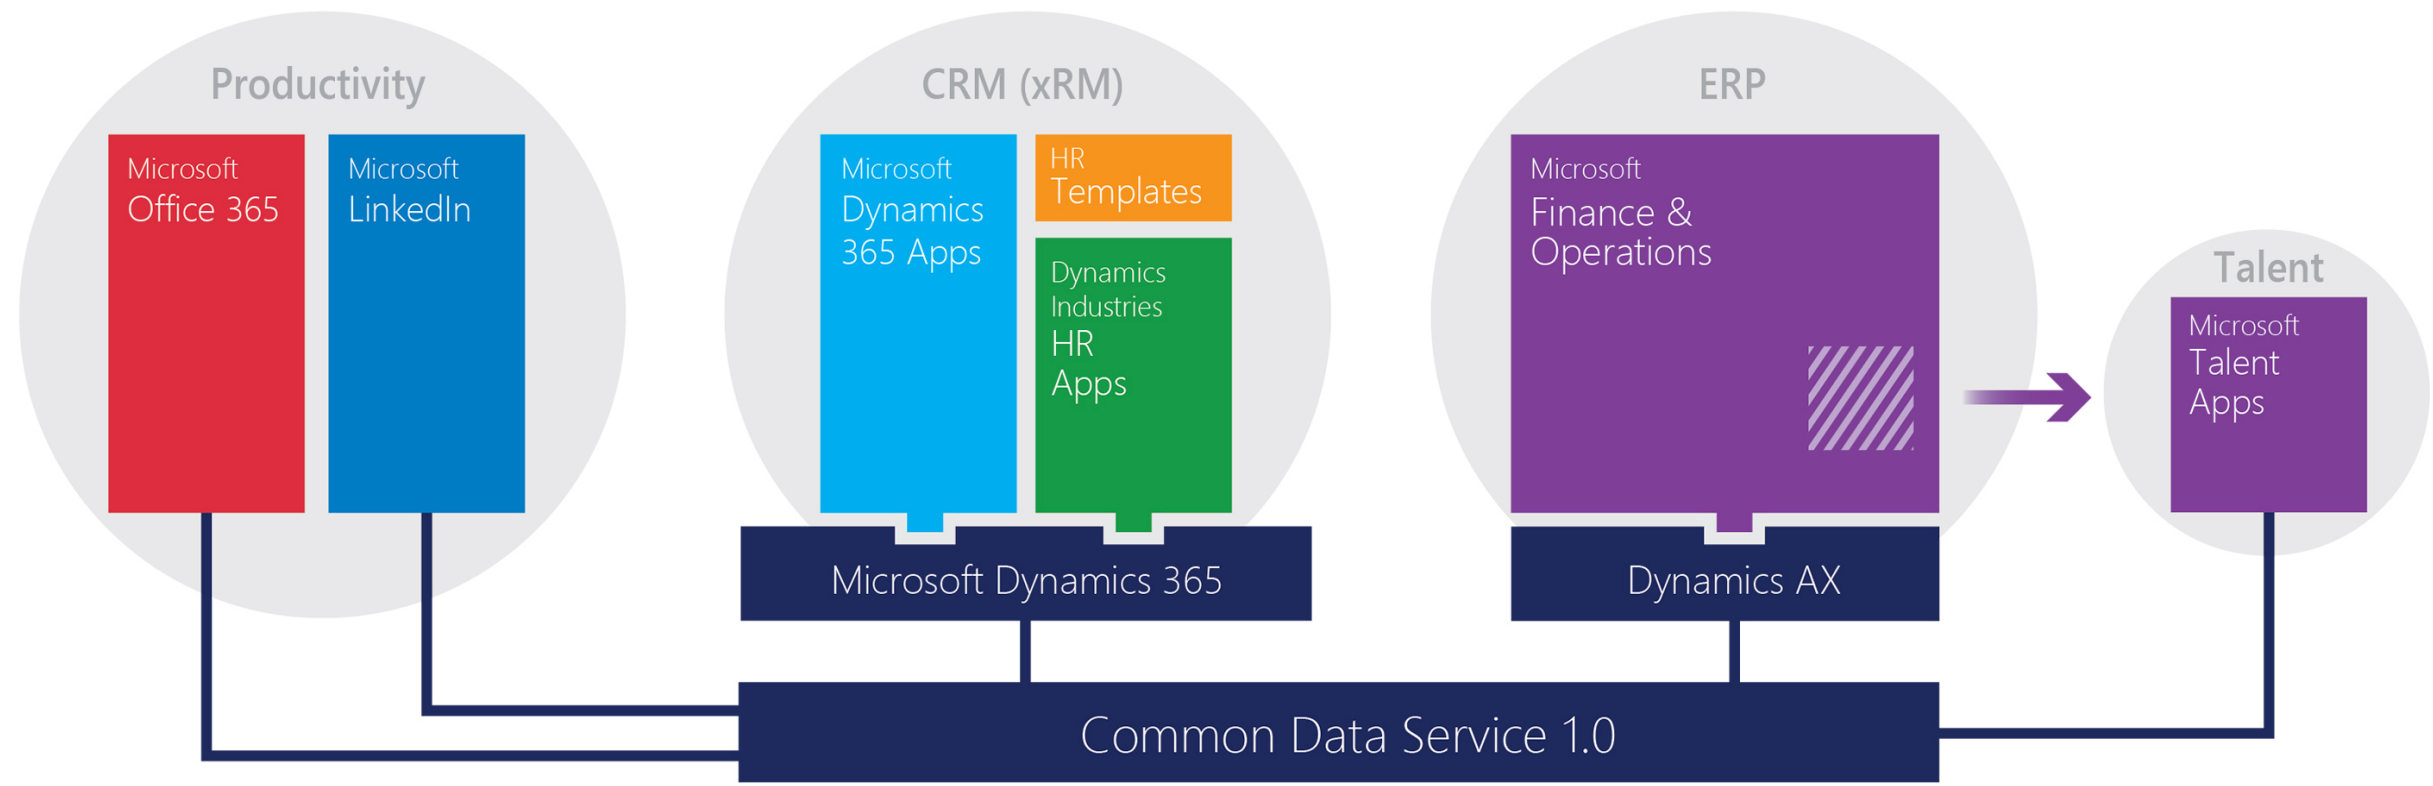 Productivity
Microsoft
Office 365
Microsoft
LinkedIn
CRM (xRM)
Microsoft
Dynamics
365 Apps
HR
Templates
Dynamics
Industries
HR
Apps
Microsoft Dynamics 365
ERP
Microsoft
Finance &
Operations
Dynamics AX
Talent
Microsoft
Talent
Apps
Common Data Service 1.0